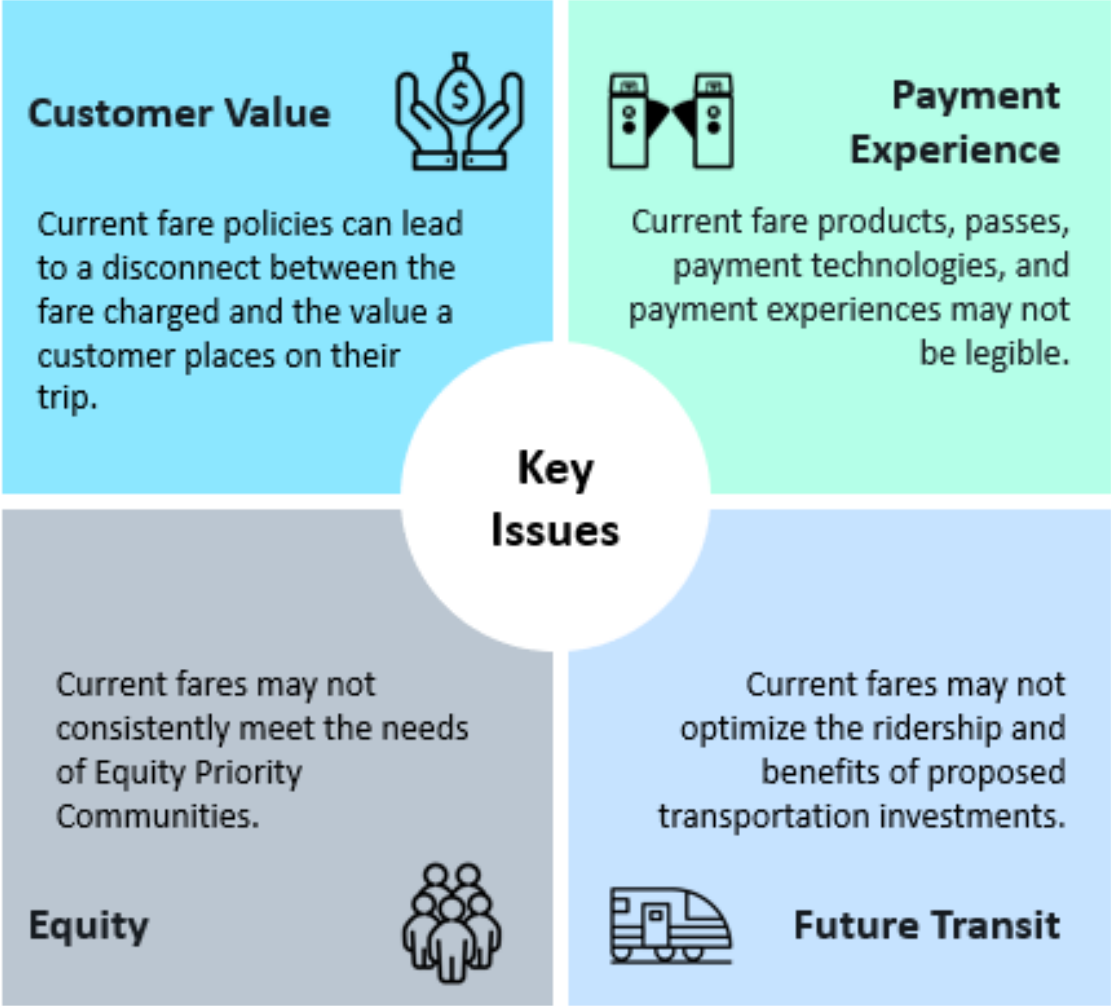 Customer Value
Current fare policies can lead
to a disconnect between the
fare charged and the value a
customer places on their
trip.
Payment
Experience
Current fare products, passes,
payment technologies, and
payment experiences may not
be legible.
Key
Issues
Current fares may not
consistently meet the needs
of Equity Priority
Communities.
Equity
Current fares may not
optimize the ridership and
benefits of proposed
transportation investments.
Future Transit